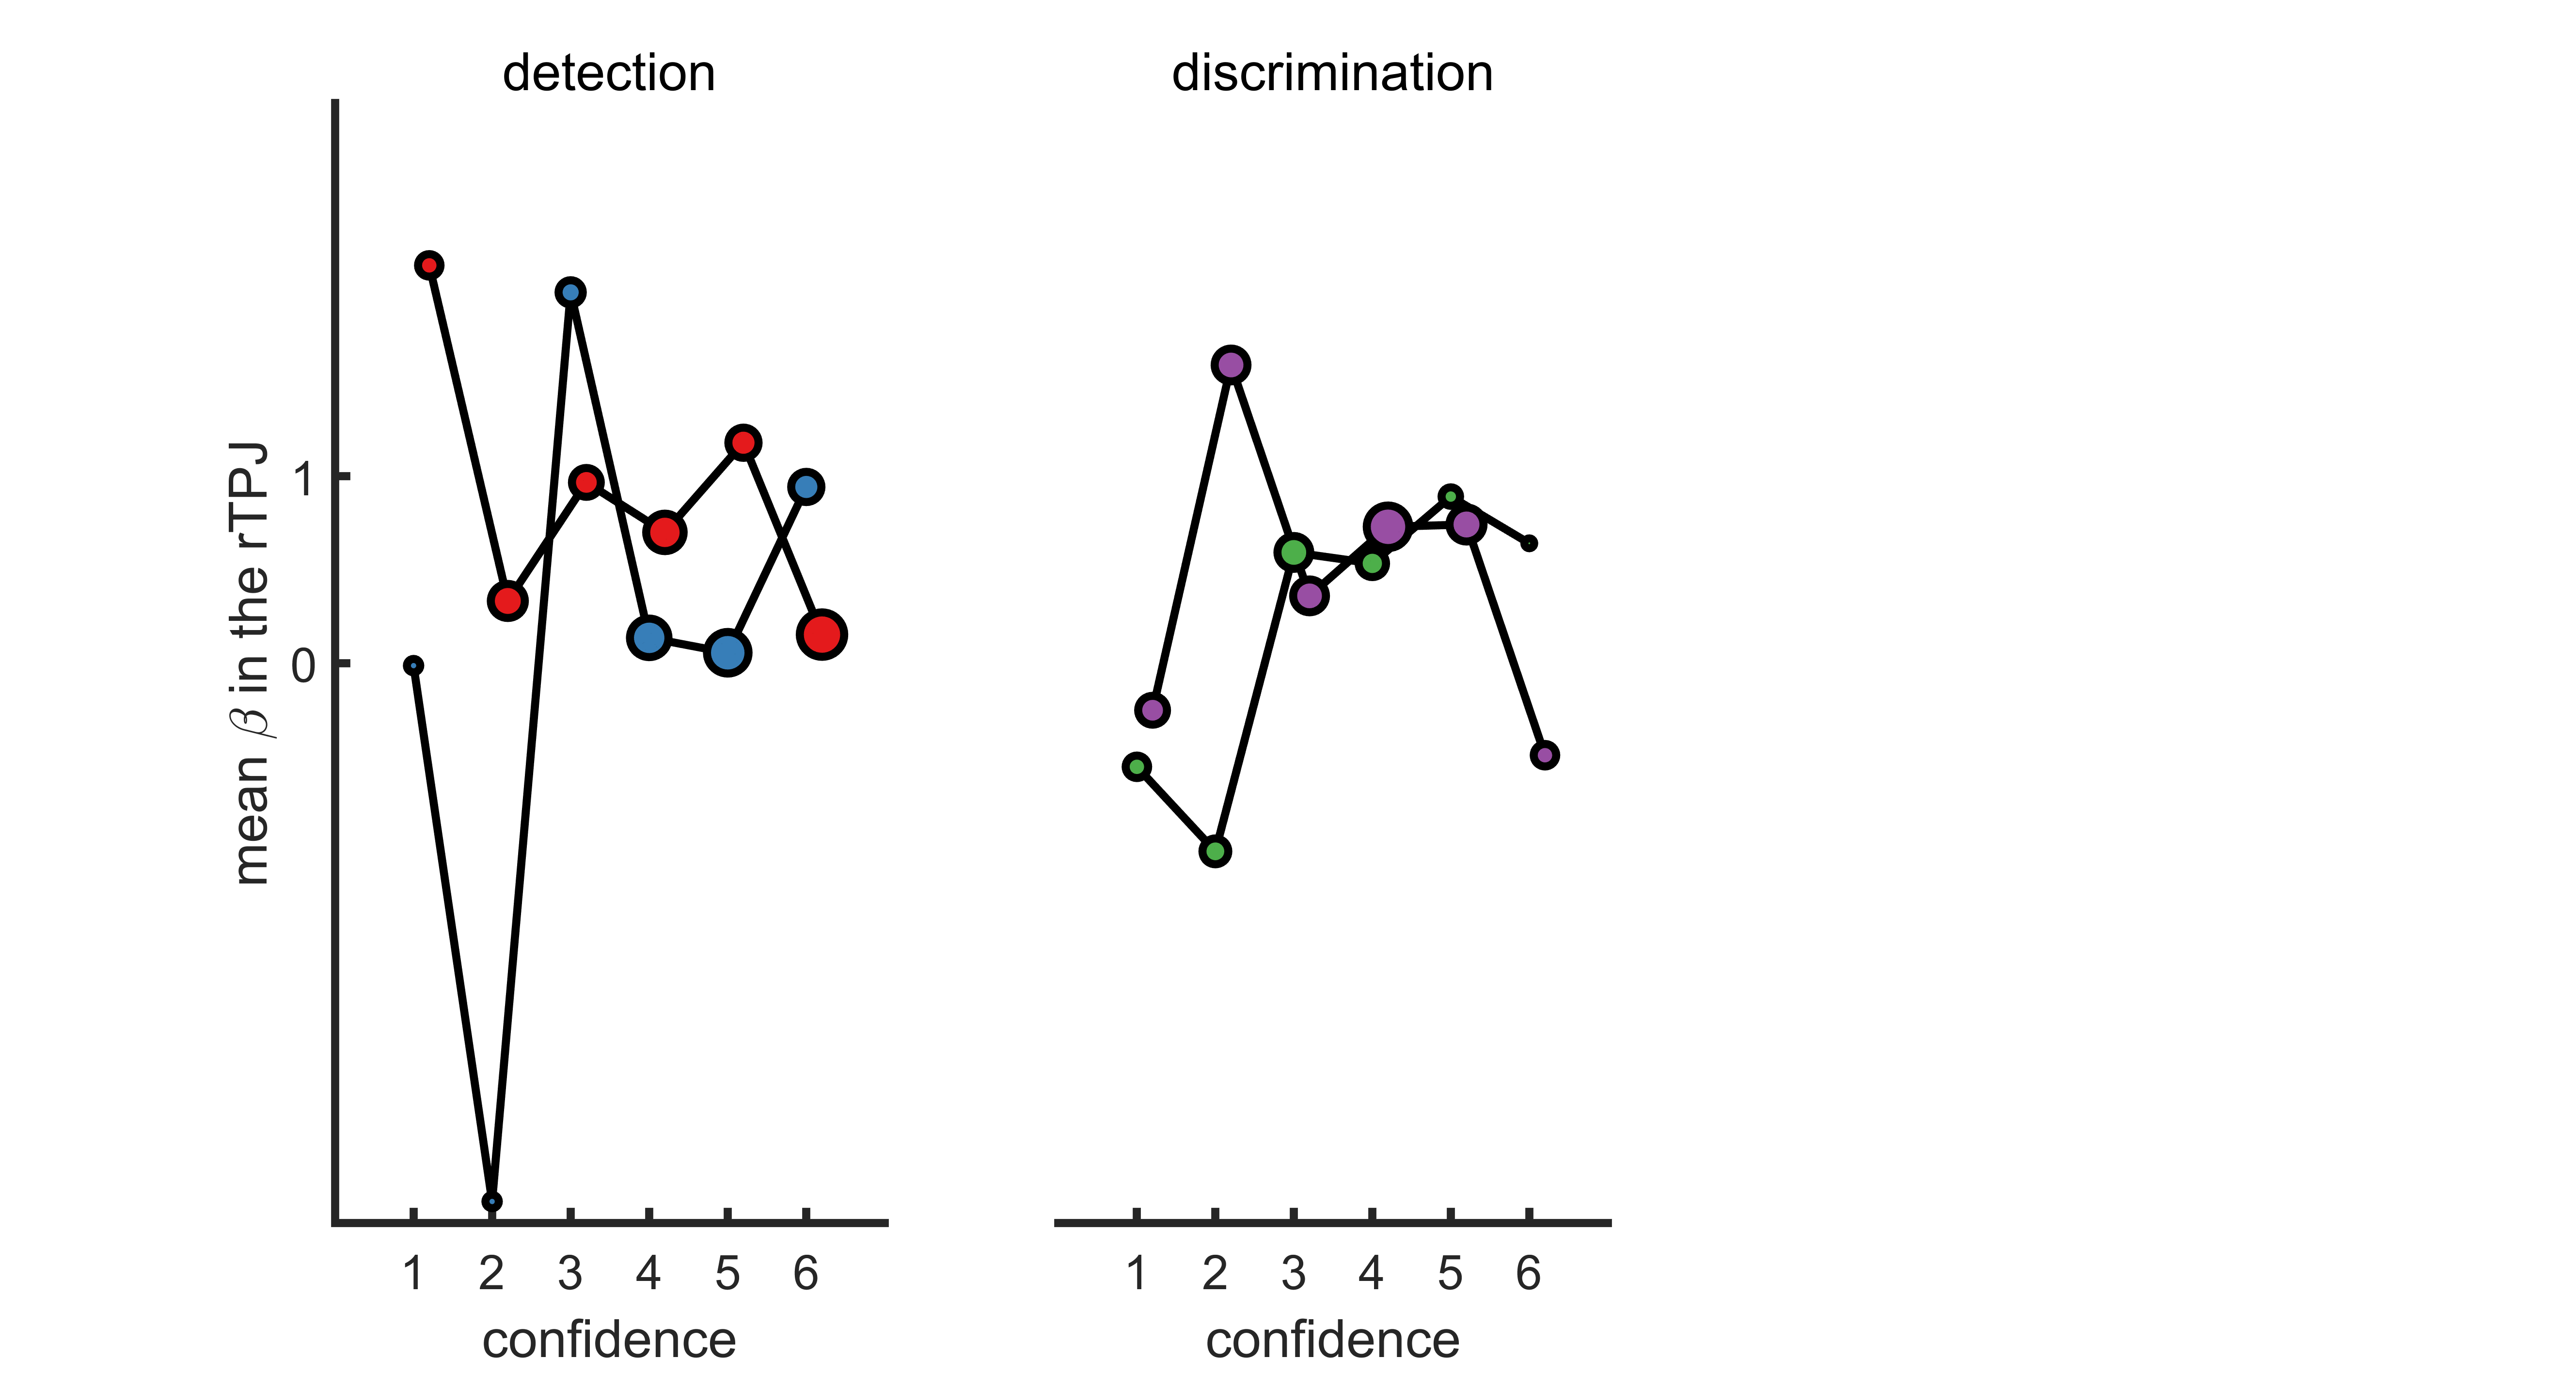 detection
discrimination
mean β in the rTPJ
1
0
1 2 3 4 5 6
1 2 3 4 5 6
confidence
confidence